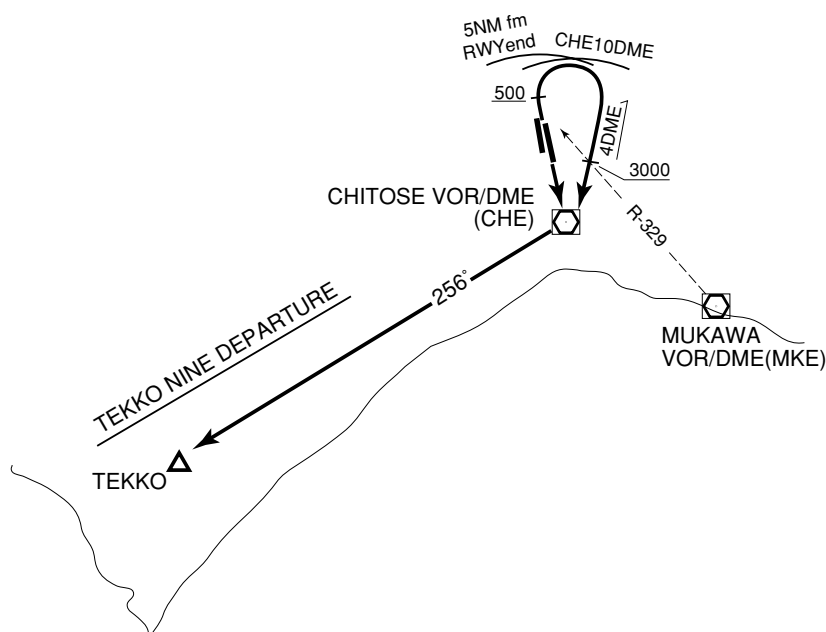 5NM fm
RWYend
CHE10DME
500
4DME
3000
CHITOSE VOR/DME
(CHE)
R-329
256°
MUKAWA
VOR/DME(MKE)
TEKKO NINE DEPARTURE
TEKKO